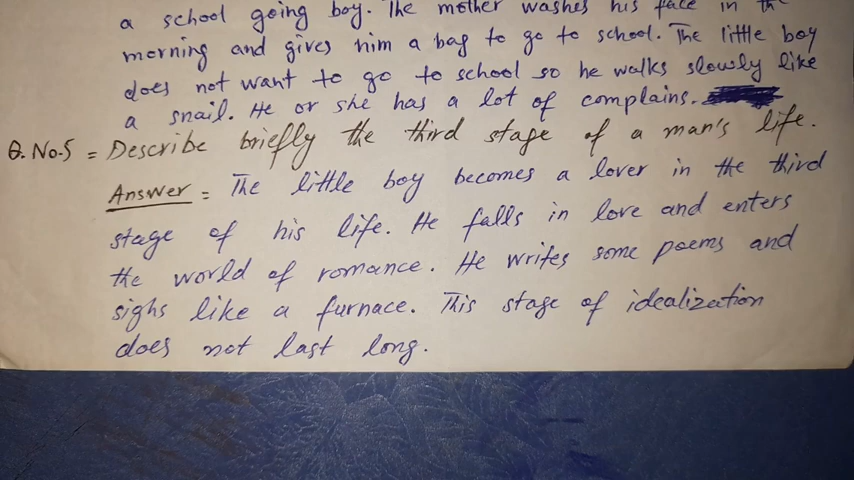 a school going boy. The mother washes his face in th
morning and gives him a bag to go to school. The little boy
does not want to go to school so he walks slowly like
a snail. He or she has a lot of complains.
Q. No.5 = Describe briefly the third stage of a man's life.
Answer = The little boy becomes a lover in the third
stage of his life. He falls in love and enters
the world of romance. He writes some poems and
sighs like a furnace. This stage of idealization
does not last long.